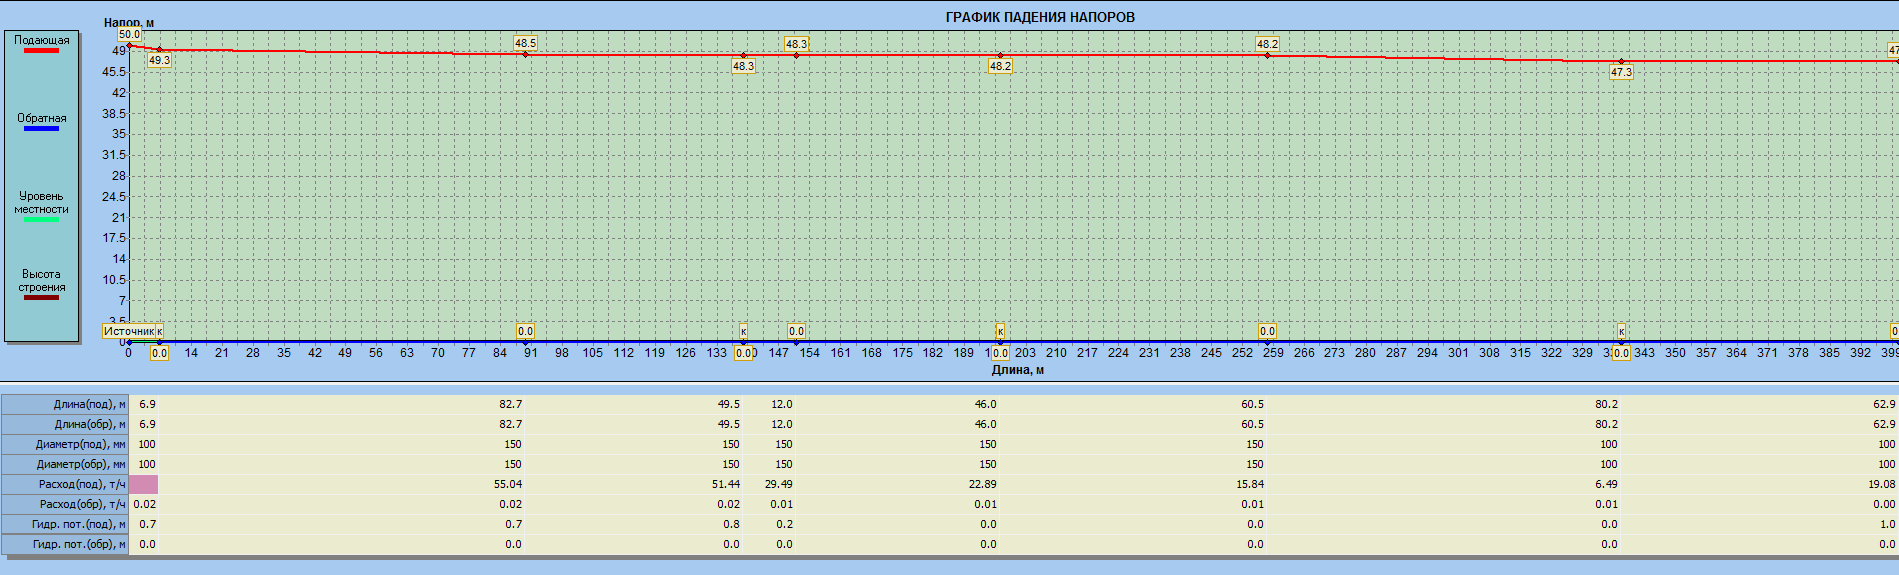 ГРАФИК ПАДЕНИЯ НАПОРОВ
Напор, м
Подающая
Обратная
Уровень
местности
Высота
строения
50.0
49.3
48.5
48.3
48.3
48.2
48.2
47.3
47
49
45.5
42
38.5
35
31.5
28
24.5
21
17.5
14
10.5
7
3.5
Источник к 0.0 к 0.0 к 0.0 к 0
0 0.0 14 21 28 35 42 49 56 63 70 77 84 91 98 105 112 119 126 133 0.0 147 154 161 168 175 182 189 0.0 203 210 217 224 231 238 245 252 259 266 273 280 287 294 301 308 315 322 329 0.0 343 350 357 364 371 378 385 392 399
Длина, м
Длина(под), м 6.9 82.7 49.5 12.0 46.0 60.5 80.2 62.9
Длина(обр), м 6.9 82.7 49.5 12.0 46.0 60.5 80.2 62.9
Диаметр(под), мм 100 150 150 150 150 150 100 100
Диаметр(обр), мм 100 150 150 150 150 150 100 100
Расход(под), т/ч 55.04 51.44 29.49 22.89 15.84 6.49 19.08
Расход(обр), т/ч 0.02 0.02 0.02 0.01 0.01 0.01 0.01 0.00
Гидр. пот.(под), м 0.7 0.7 0.8 0.2 0.0 0.0 0.0 1.0
Гидр. пот.(обр), м 0.0 0.0 0.0 0.0 0.0 0.0 0.0 0.0